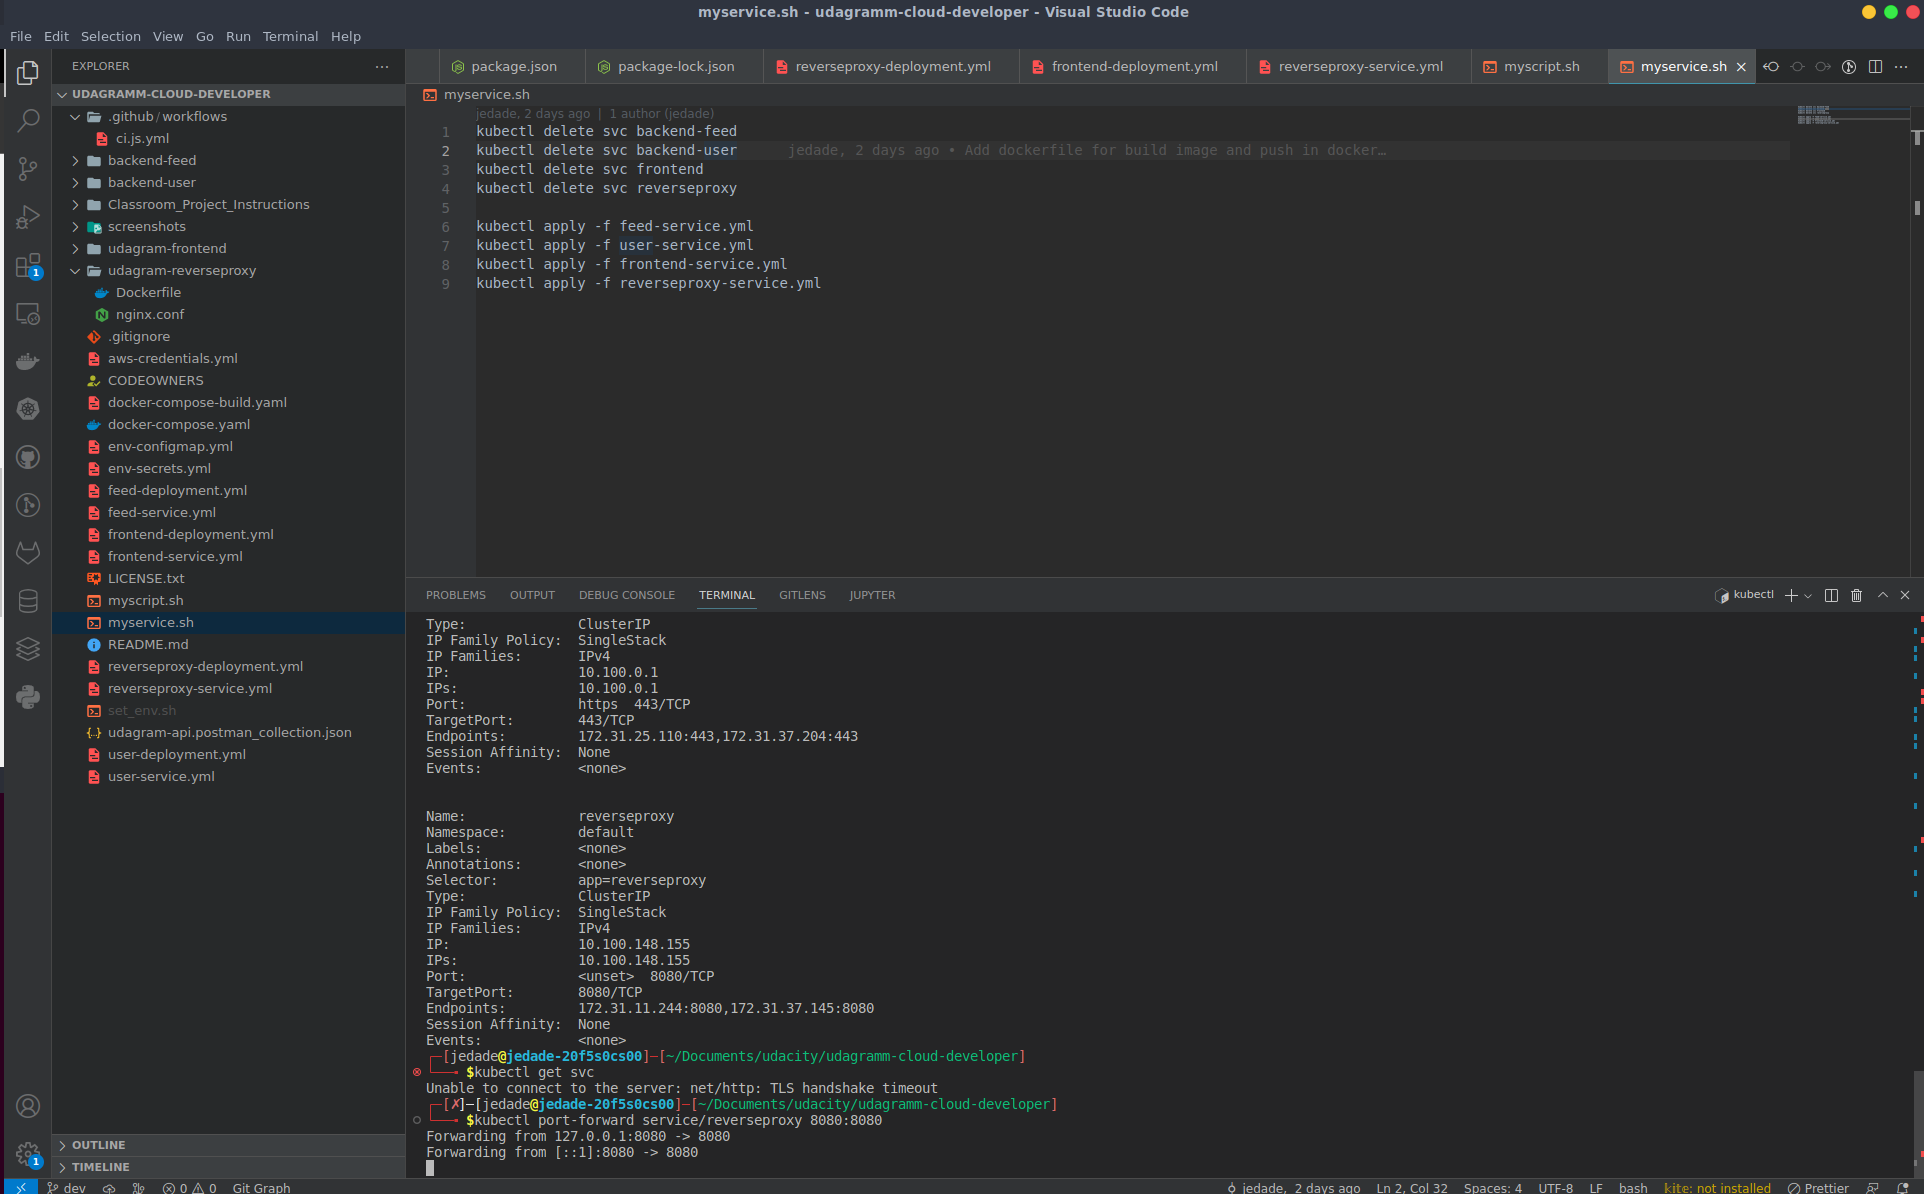 myservice.sh - udagramm-cloud-developer - Visual Studio Code
File Edit Selection View Go Run Terminal Help
EXPLORER
UDAGRAMM-CLOUD-DEVELOPER
.github/workflows
ci.js.yml
backend-feed
backend-user
Classroom_Project_Instructions
screenshots
udagram-frontend
udagram-reverseproxy
Dockerfile
nginx.conf
.gitignore
aws-credentials.yml
CODEOWNERS
docker-compose-build.yaml
docker-compose.yaml
env-configmap.yml
env-secrets.yml
feed-deployment.yml
feed-service.yml
frontend-deployment.yml
frontend-service.yml
LICENSE.txt
myscript.sh
myservice.sh
README.md
reverseproxy-deployment.yml
reverseproxy-service.yml
set_env.sh
udagram-api.postman_collection.json
user-deployment.yml
user-service.yml
OUTLINE
TIMELINE
1
1
package.json package-lock.json reverseproxy-deployment.yml frontend-deployment.yml reverseproxy-service.yml myscript.sh myservice.sh
myservice.sh
jedade, 2 days ago | 1 author (jedade)
1 kubectl delete svc backend-feed
2 kubectl delete svc backend-user jedade, 2 days ago • Add dockerfile for build image and push in docker…
3 kubectl delete svc frontend
4 kubectl delete svc reverseproxy
5
6 kubectl apply -f feed-service.yml
7 kubectl apply -f user-service.yml
8 kubectl apply -f frontend-service.yml
9 kubectl apply -f reverseproxy-service.yml
PROBLEMS OUTPUT DEBUG CONSOLE TERMINAL GITLENS JUPYTER kubectl
Type: ClusterIP
IP Family Policy: SingleStack
IP Families: IPv4
IP: 10.100.0.1
IPs: 10.100.0.1
Port: https 443/TCP
TargetPort: 443/TCP
Endpoints: 172.31.25.110:443,172.31.37.204:443
Session Affinity: None
Events: <none>
Name: reverseproxy
Namespace: default
Labels: <none>
Annotations: <none>
Selector: app=reverseproxy
Type: ClusterIP
IP Family Policy: SingleStack
IP Families: IPv4
IP: 10.100.148.155
IPs: 10.100.148.155
Port: <unset> 8080/TCP
TargetPort: 8080/TCP
Endpoints: 172.31.11.244:8080,172.31.37.145:8080
Session Affinity: None
Events: <none>
┌─[jedade@jedade-20f5s0cs00]─[~/Documents/udacity/udagramm-cloud-developer]
└──╼ $kubectl get svc
Unable to connect to the server: net/http: TLS handshake timeout
┌─[✗]─[jedade@jedade-20f5s0cs00]─[~/Documents/udacity/udagramm-cloud-developer]
└──╼ $kubectl port-forward service/reverseproxy 8080:8080
Forwarding from 127.0.0.1:8080 -> 8080
Forwarding from [::1]:8080 -> 8080
dev 0 0 Git Graph jedade, 2 days ago Ln 2, Col 32 Spaces: 4 UTF-8 LF bash kite: not installed Prettier